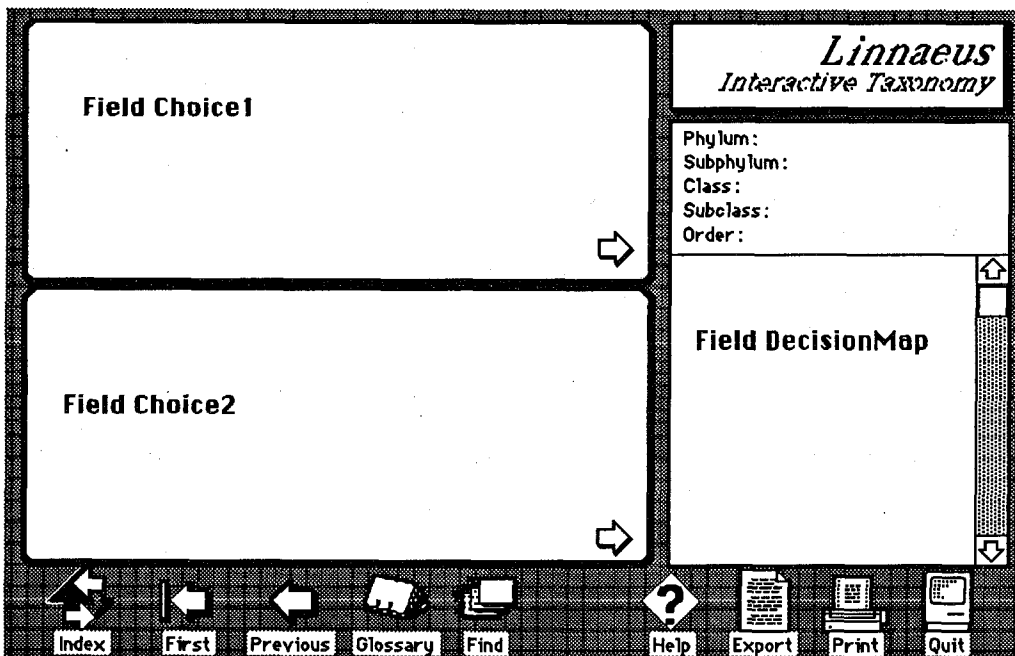 Field Choice1
Field Choice2
Linnaeus
Interactive Taxonomy
Phylum:
Subphylum:
Class:
Subclass:
Order:
Field DecisionMap
Index First Previous Glossary Find ? Help Export Print Quit